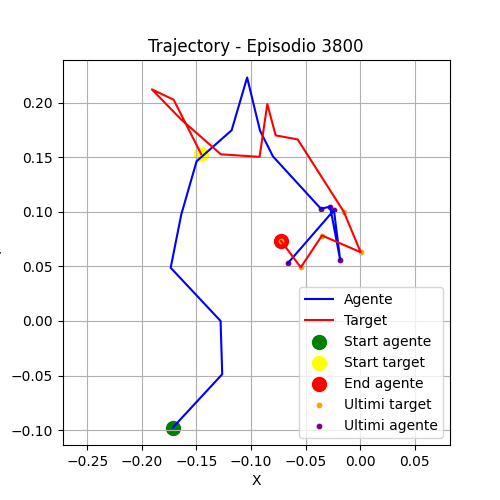 Trajectory - Episodio 3800
0.20
0.15
0.10
0.05
0.00
−0.05
−0.10
−0.25 −0.20 −0.15 −0.10 −0.05 0.00 0.05
X
Agente
Target
Start agente
Start target
End agente
Ultimi target
Ultimi agente